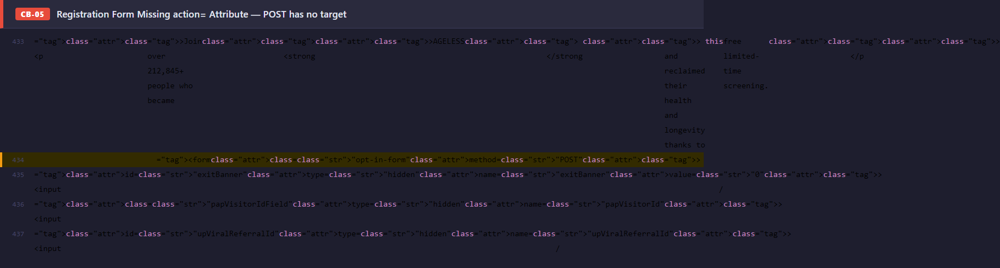 CB-05 Registration Form Missing action= Attribute — POST has no target
433 ="tag">class="attr">class="tag">>Joinclass="attr">class="tag">class="attr">class="tag">>AGELESSclass="attr">class="tag"> class="attr">class="tag">> thisfree class="attr">class="tag">class="attr">class="tag">>
<p over <strong </strong and limited- </p
212,845+ reclaimed time
people who their screening.
became health
and
longevity
thanks to
434 ="tag"><formclass="attr">class=class="str">"opt-in-form"class="attr">method=class="str">"POST"class="attr">class="tag">>
435 ="tag">class="attr">id=class="str">"exitBanner"class="attr">type=class="str">"hidden"class="attr">name=class="str">"exitBanner"class="attr">value=class="str">"0"class="attr">class="tag">>
<input /
436 ="tag">class="attr">class=class="str">"papVisitorIdField"class="attr">type=class="str">"hidden"class="attr">name=class="str">"papVisitorId"class="attr">class="tag">>
<input
437 ="tag">class="attr">id=class="str">"upViralReferralId"class="attr">type=class="str">"hidden"class="attr">name=class="str">"upViralReferralId"class="attr">class="tag">>
<input /